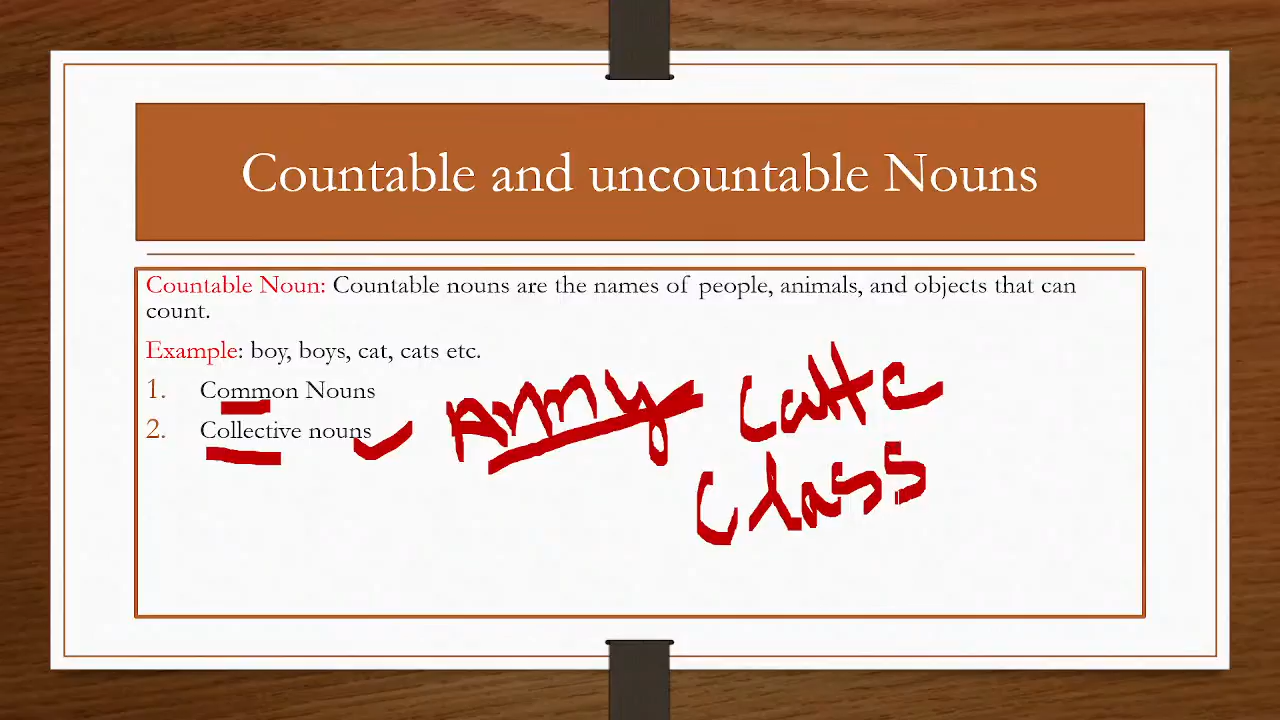 Countable and uncountable Nouns
Countable Noun: Countable nouns are the names of people, animals, and objects that can
count.
Example: boy, boys, cat, cats etc.
1. Common Nouns
2. Collective nouns
Army Cattle
Class